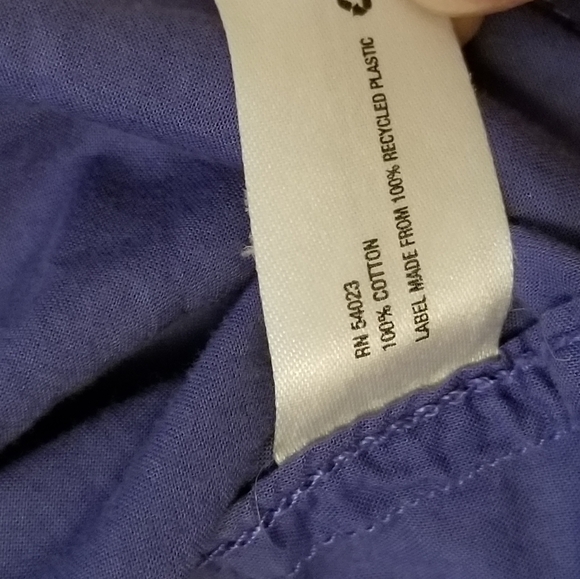 RN 54023
100% COTTON
LABEL MADE FROM 100% RECYCLED PLASTIC